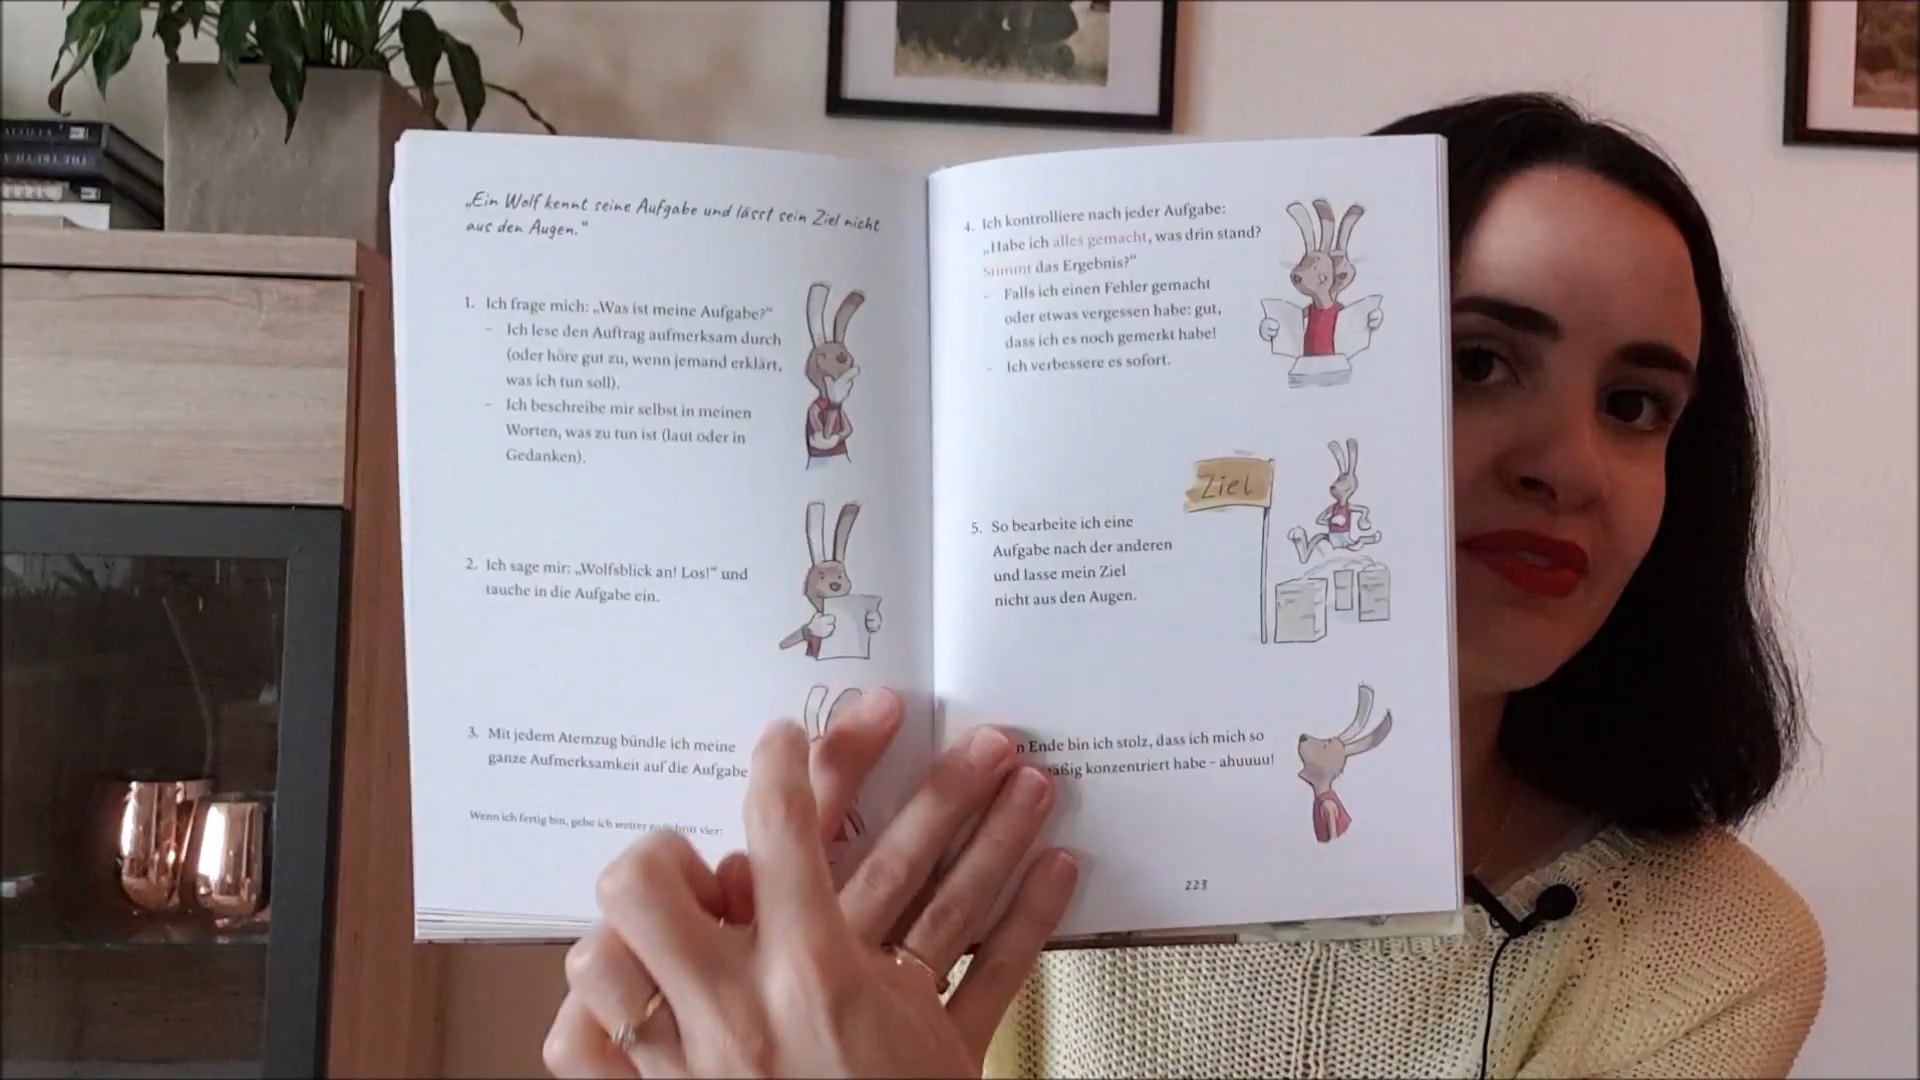 „Ein Wolf kennt seine Aufgabe und lässt sein Ziel nicht
aus den Augen.“
1. Ich frage mich: „Was ist meine Aufgabe?“
- Ich lese den Auftrag aufmerksam durch
(oder höre gut zu, wenn jemand erklärt,
was ich tun soll).
- Ich beschreibe mir selbst in meinen
Worten, was zu tun ist (laut oder in
Gedanken).
2. Ich sage mir: „Wolfsblick an! Los!“ und
tauche in die Aufgabe ein.
3. Mit jedem Atemzug bündle ich meine
ganze Aufmerksamkeit auf die Aufgabe
Wenn ich fertig bin, gehe ich weiter zu Schritt vier:
4. Ich kontrolliere nach jeder Aufgabe:
„Habe ich alles gemacht, was drin stand?
Stimmt das Ergebnis?“
- Falls ich einen Fehler gemacht
oder etwas vergessen habe: gut,
dass ich es noch gemerkt habe!
- Ich verbessere es sofort.
Ziel
5. So bearbeite ich eine
Aufgabe nach der anderen
und lasse mein Ziel
nicht aus den Augen.
n Ende bin ich stolz, dass ich mich so
äßig konzentriert habe – ahuuuu!
223